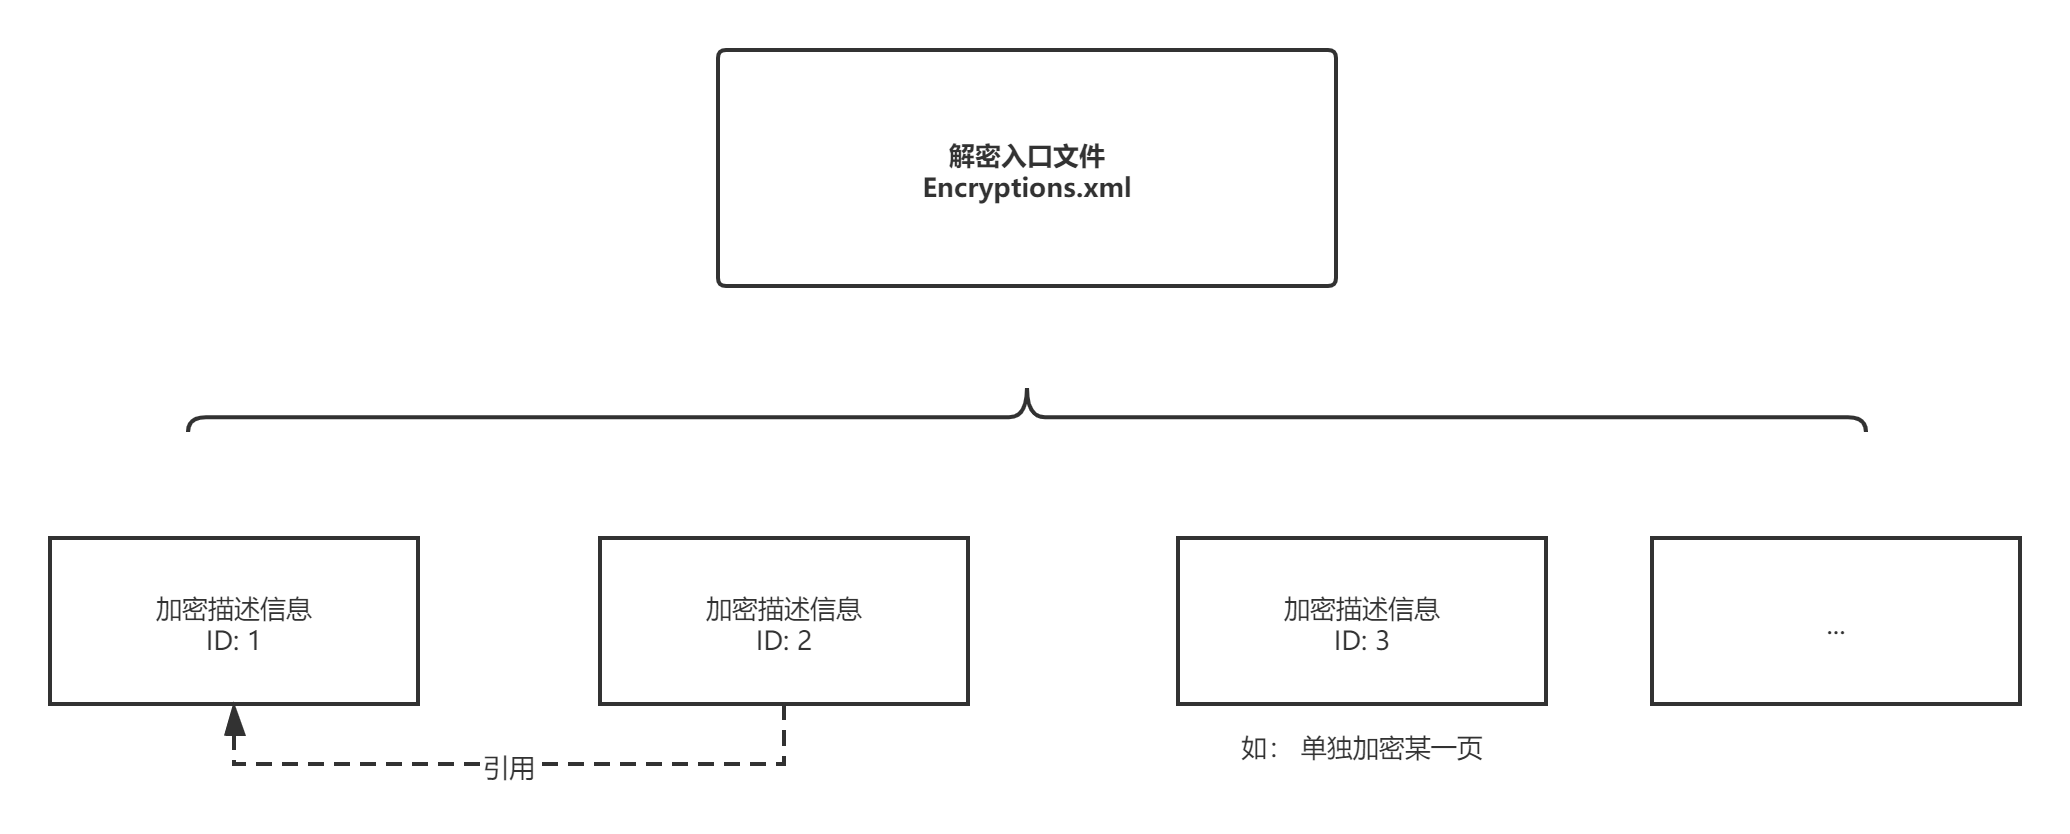 解密入口文件
Encryptions.xml
加密描述信息
ID: 1
加密描述信息
ID: 2
加密描述信息
ID: 3
...
引用
如： 单独加密某一页